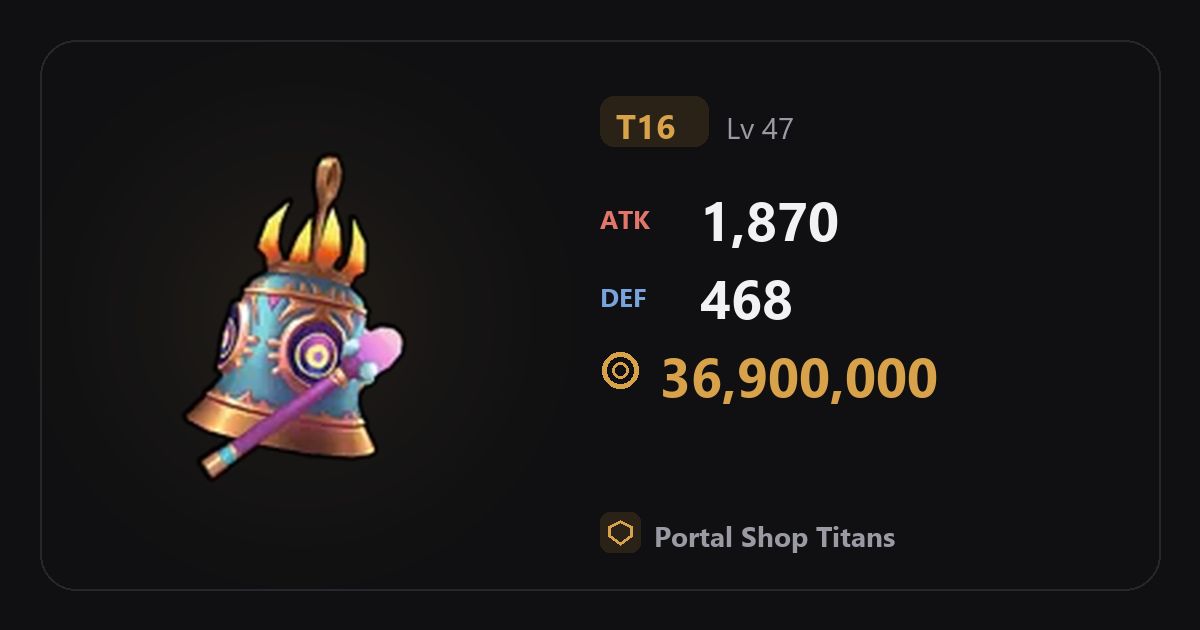 T16 Lv 47
ATK 1,870
DEF 468
36,900,000
Portal Shop Titans